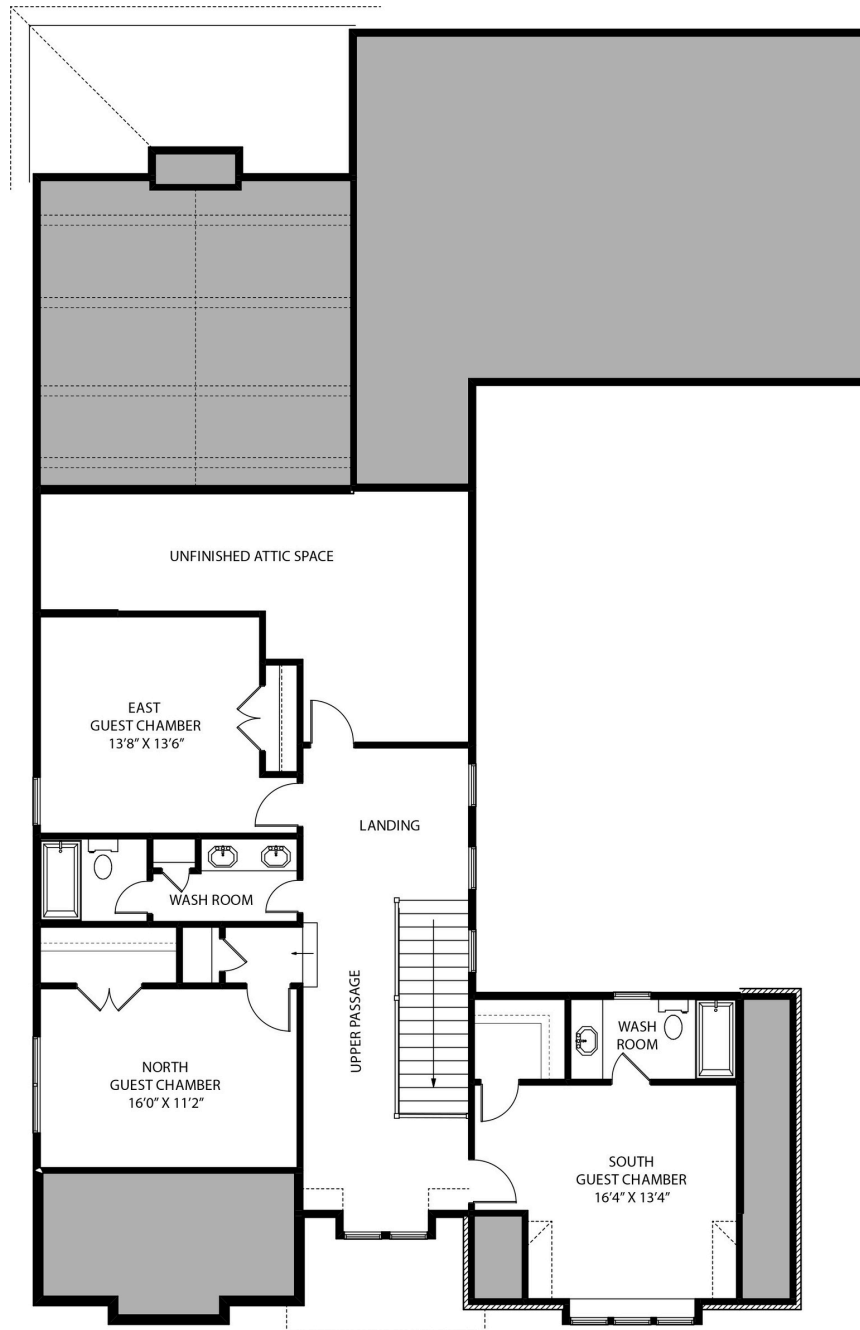 UNFINISHED ATTIC SPACE
EAST
GUEST CHAMBER
13'8" X 13'6"
LANDING
WASH ROOM
UPPER PASSAGE
WASH
ROOM
NORTH
GUEST CHAMBER
16'0" X 11'2"
SOUTH
GUEST CHAMBER
16'4" X 13'4"